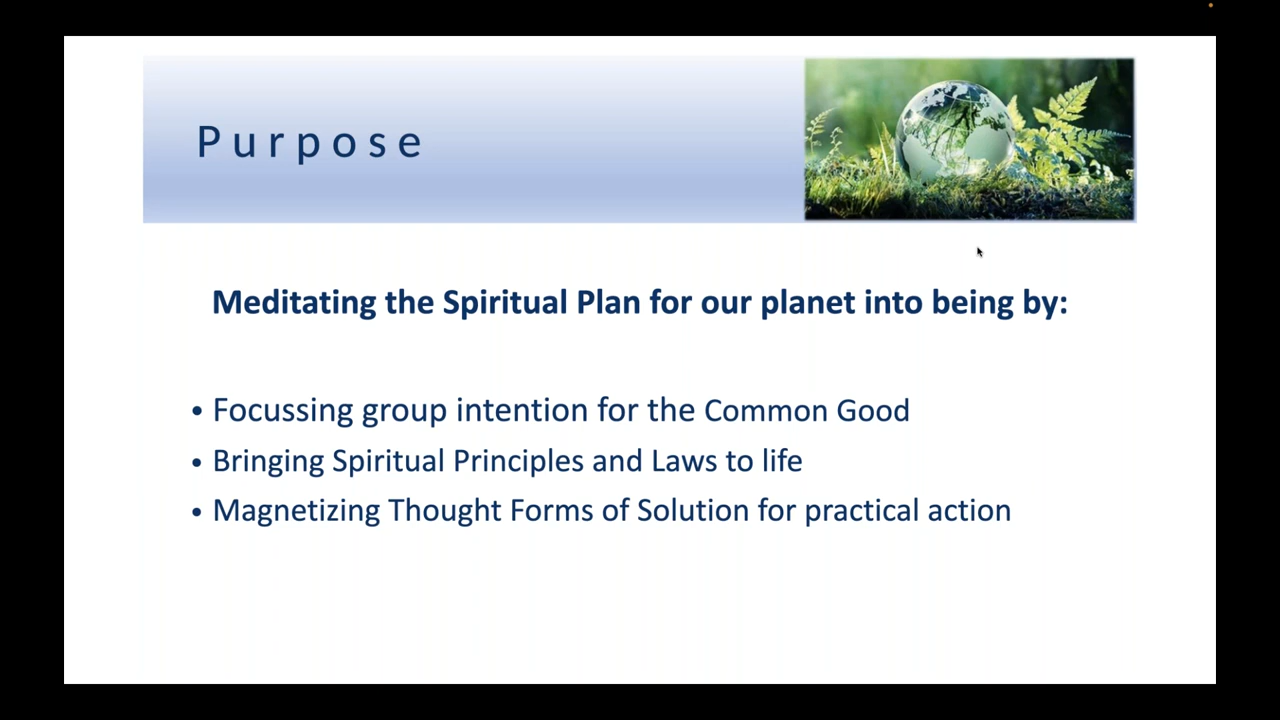 Purpose
Meditating the Spiritual Plan for our planet into being by:
• Focussing group intention for the Common Good
• Bringing Spiritual Principles and Laws to life
• Magnetizing Thought Forms of Solution for practical action